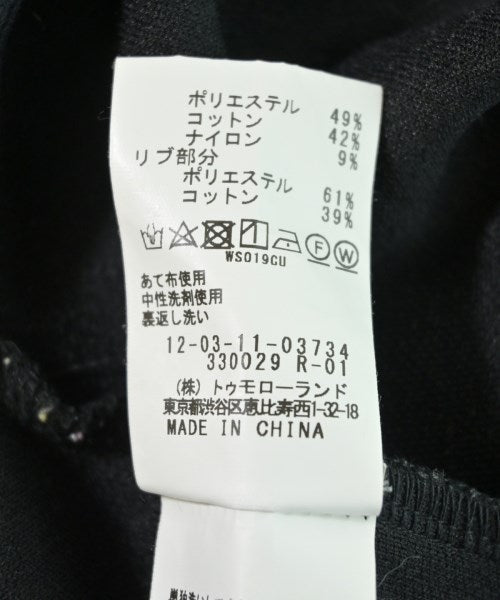 ポリエステル 49%
コットン 42%
ナイロン 9%
リブ部分
ポリエステル 61%
コットン 39%
F W
WS019CU
あて布使用
中性洗剤使用
裏返し洗い
12-03-11-03734
330029 R-01
(株) トゥモローランド
東京都渋谷区恵比寿西1-32-18
MADE IN CHINA